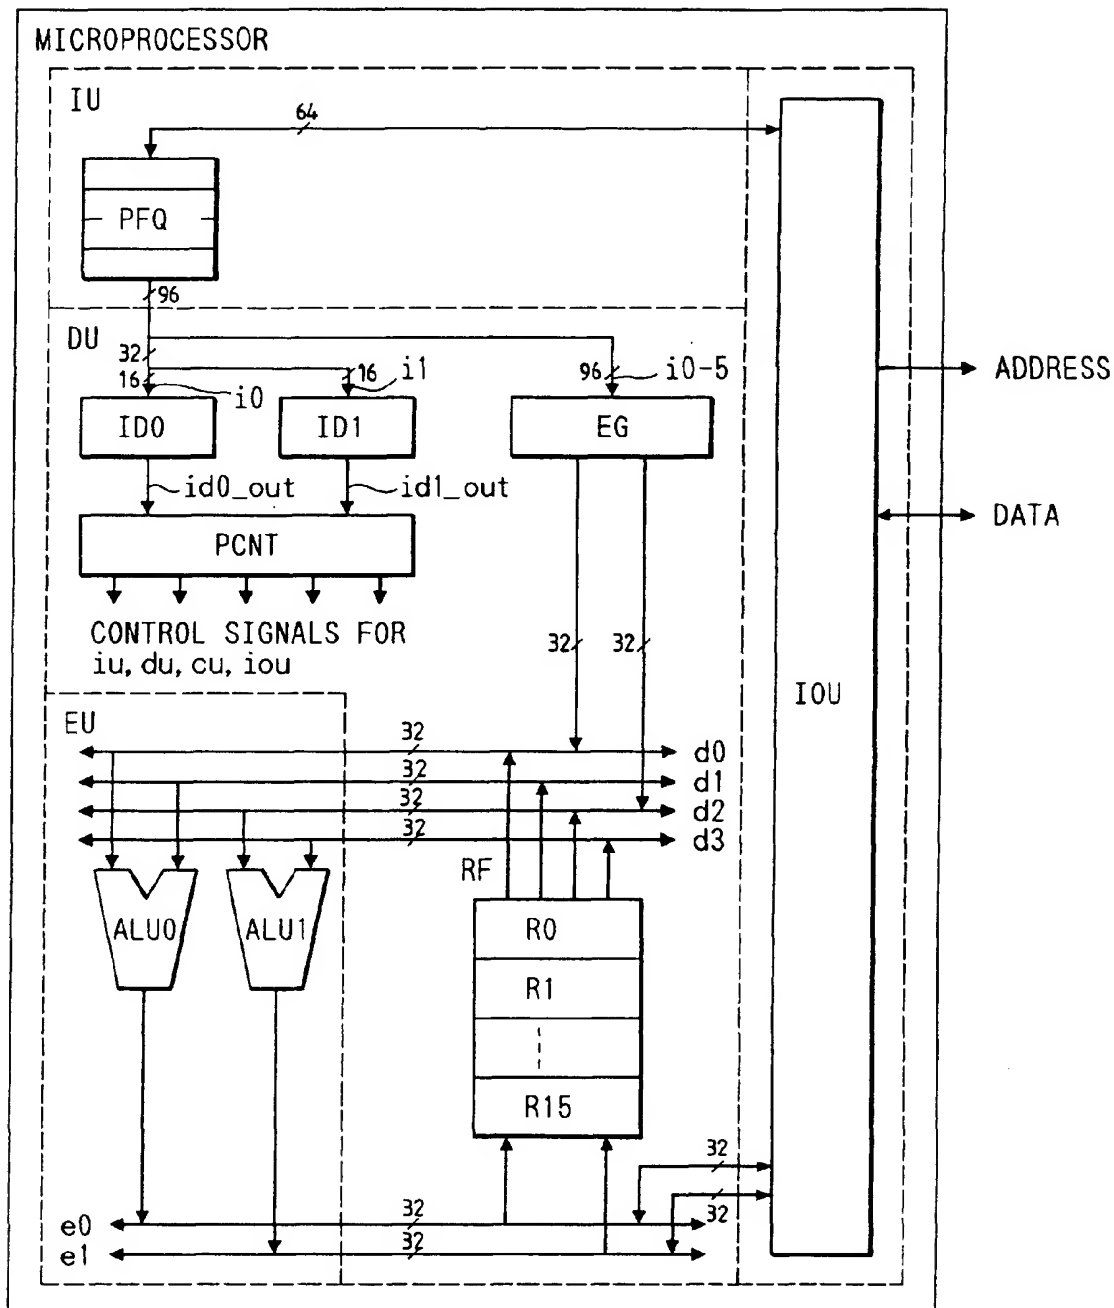 MICROPROCESSOR
IU
64
PFQ
96
DU
32
16
i0
16
i1
96
i0-5
ADDRESS
ID0
ID1
EG
id0_out
id1_out
DATA
PCNT
CONTROL SIGNALS FOR
iu, du, cu, iou
32
32
IOU
EU
32
d0
32
d1
32
d2
32
d3
RF
ALU0
ALU1
R0
R1
R15
32
32
e0
32
e1
32